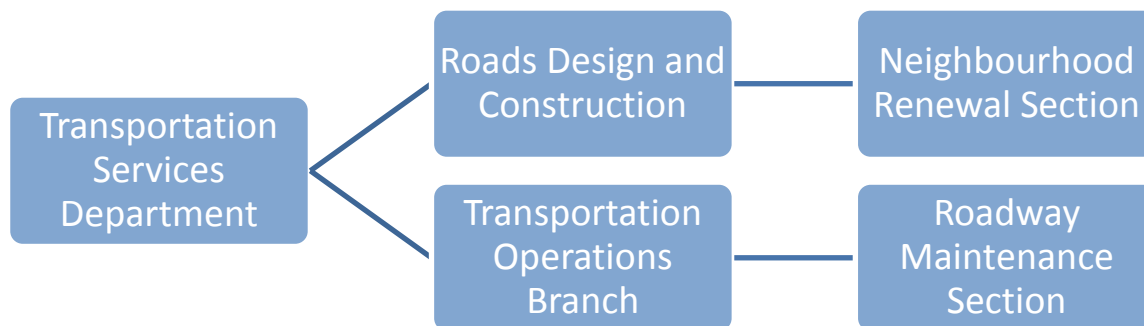 Transportation
Services
Department
Roads Design and
Construction
Neighbourhood
Renewal Section
Transportation
Operations
Branch
Roadway
Maintenance
Section